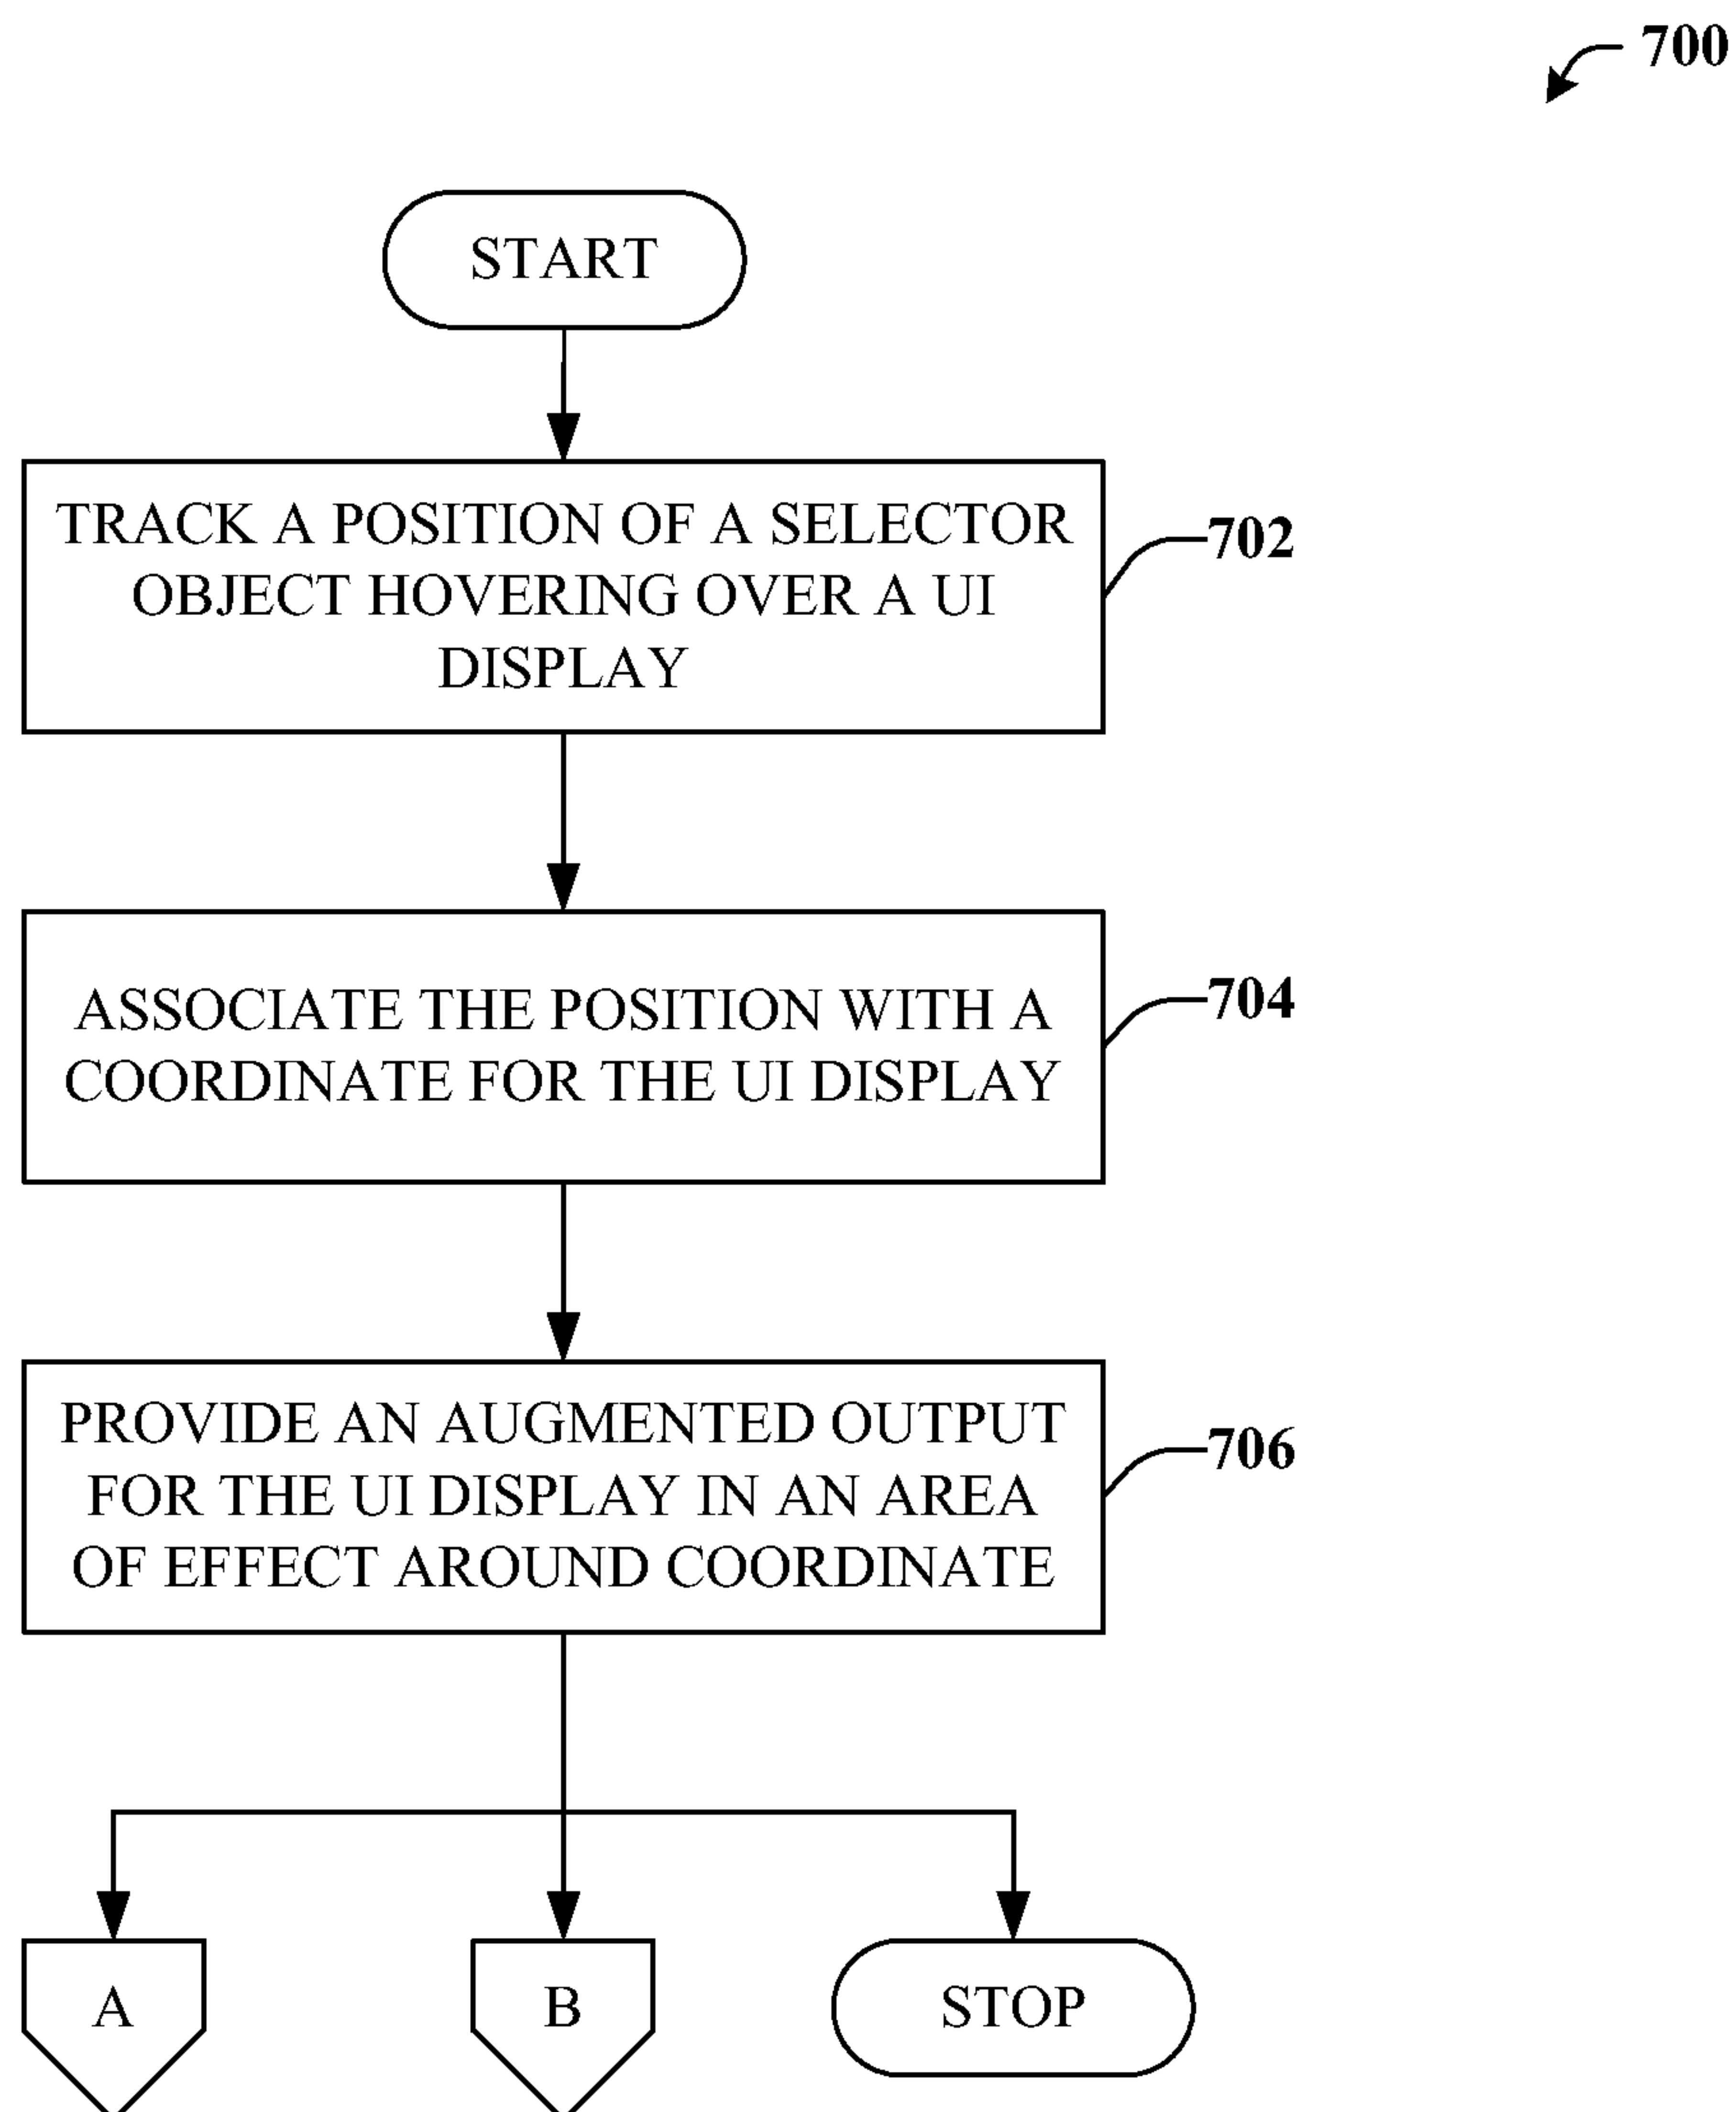 700
START
TRACK A POSITION OF A SELECTOR
OBJECT HOVERING OVER A UI
DISPLAY
702
ASSOCIATE THE POSITION WITH A
COORDINATE FOR THE UI DISPLAY
704
PROVIDE AN AUGMENTED OUTPUT
FOR THE UI DISPLAY IN AN AREA
OF EFFECT AROUND COORDINATE
706
A
B
STOP